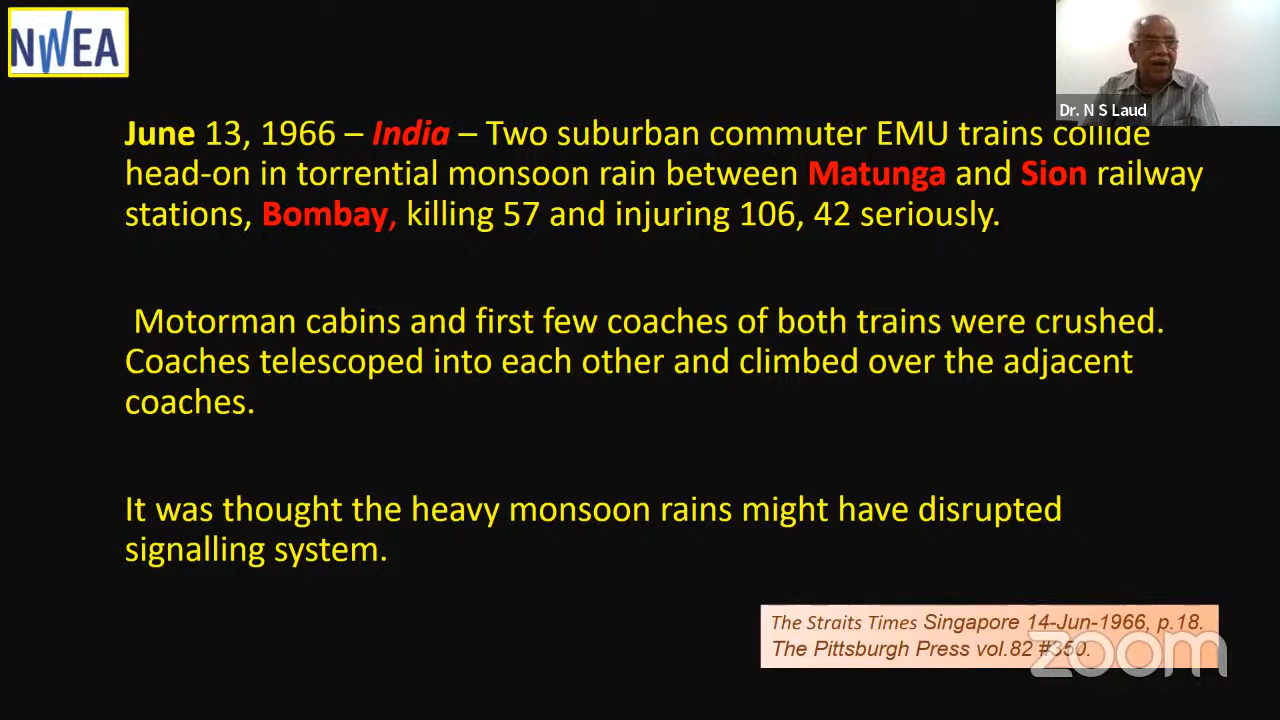 NWEA
Dr. N S Laud
June 13, 1966 – India – Two suburban commuter EMU trains collide
head-on in torrential monsoon rain between Matunga and Sion railway
stations, Bombay, killing 57 and injuring 106, 42 seriously.
Motorman cabins and first few coaches of both trains were crushed.
Coaches telescoped into each other and climbed over the adjacent
coaches.
It was thought the heavy monsoon rains might have disrupted
signalling system.
The Straits Times Singapore 14-Jun-1966, p.18.
The Pittsburgh Press vol.82 #350.
zoom